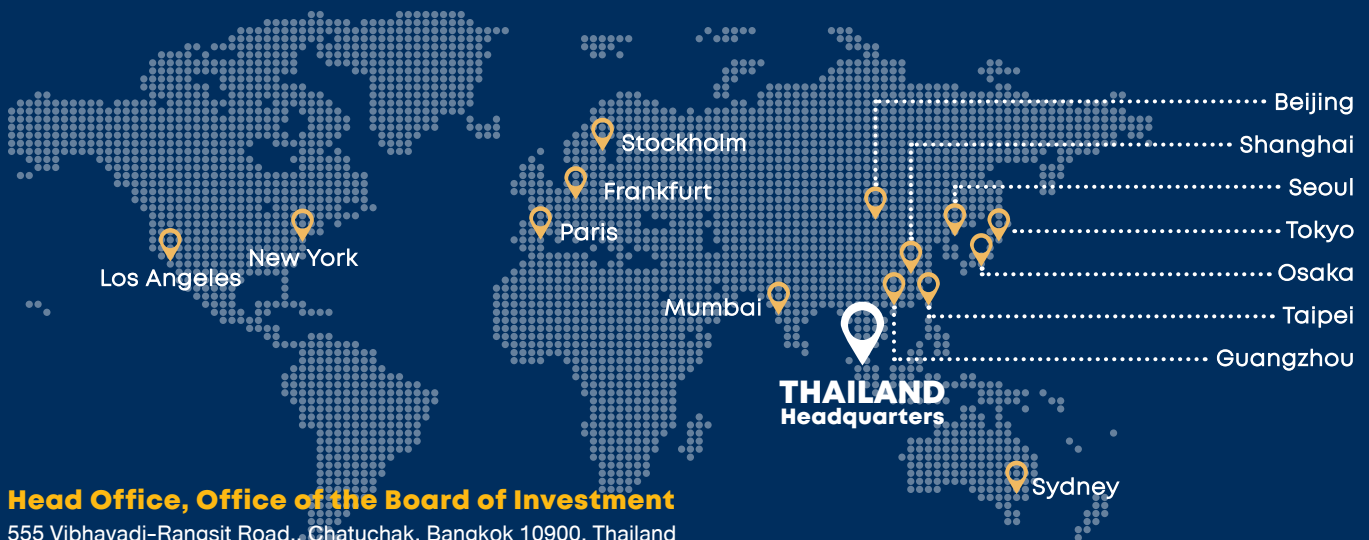 Beijing
Stockholm
Shanghai
Seoul
Frankfurt
Tokyo
Paris
New York
Osaka
Los Angeles
Mumbai
Taipei
Guangzhou
THAILAND
Headquarters
Sydney
Head Office, Office of the Board of Investment
555 Vibhavadi-Rangsit Road., Chatuchak, Bangkok 10900, Thailand